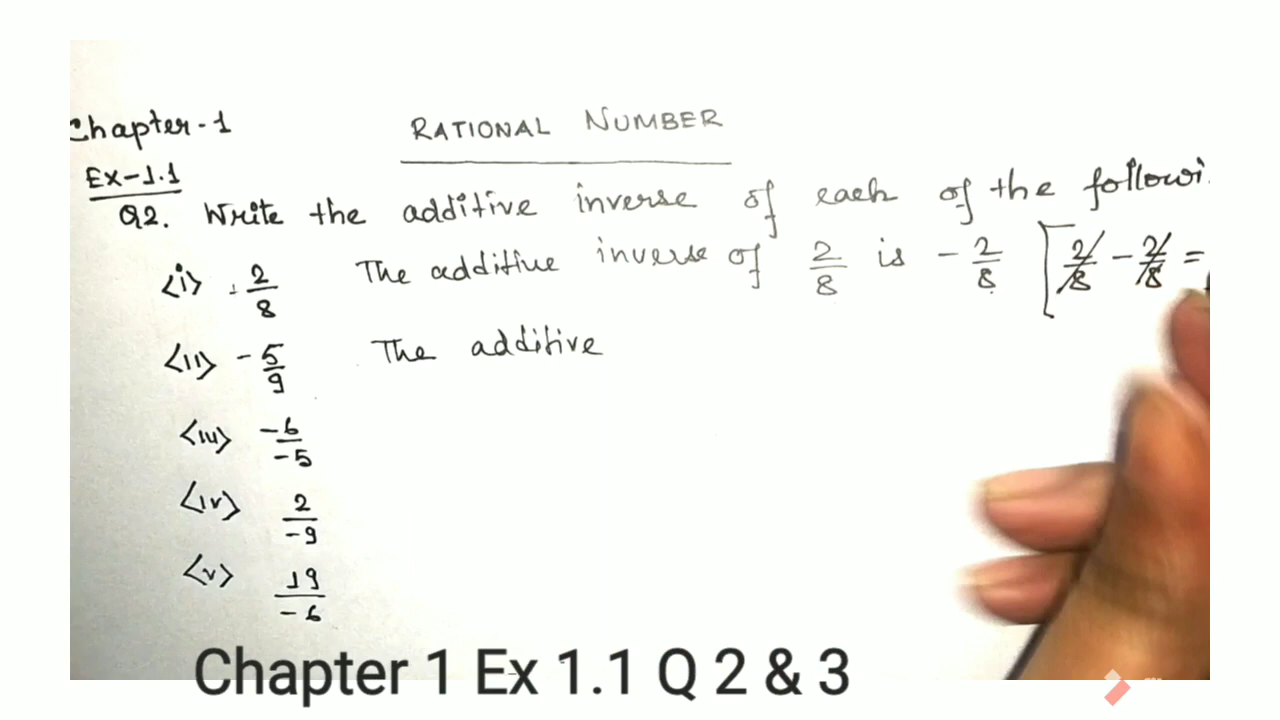 Chapter-1 RATIONAL NUMBER
Ex-1.1
Q2. Write the additive inverse of each of the followi
<i> 2/8 The additive inverse of 2/8 is -2/8 [2/8 - 2/8 =
<ii> -5/9 The additive
<iii> -6/-5
<iv> 2/-9
<v> 19/-6
Chapter 1 Ex 1.1 Q 2 & 3